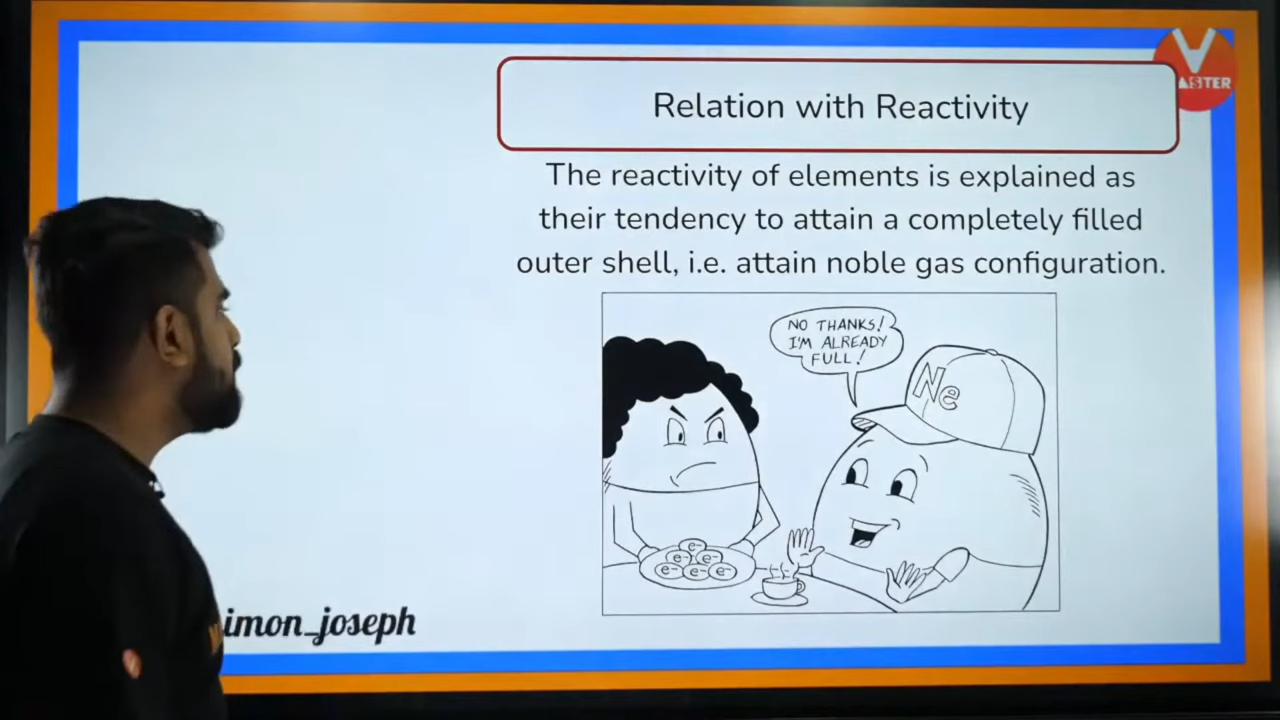 V
ASTER
Relation with Reactivity
The reactivity of elements is explained as
their tendency to attain a completely filled
outer shell, i.e. attain noble gas configuration.
NO THANKS!
I'M ALREADY
FULL!
Ne
e-
e- e-
e- e- e-
imon_joseph